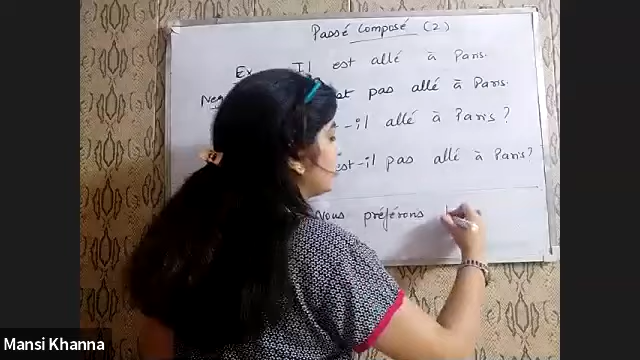 Passé Composé (2)
Ex Il est allé à Paris.
Neg est pas allé à Paris.
-il allé à Paris ?
est-il pas allé à Paris?
Nous préférons
Mansi Khanna